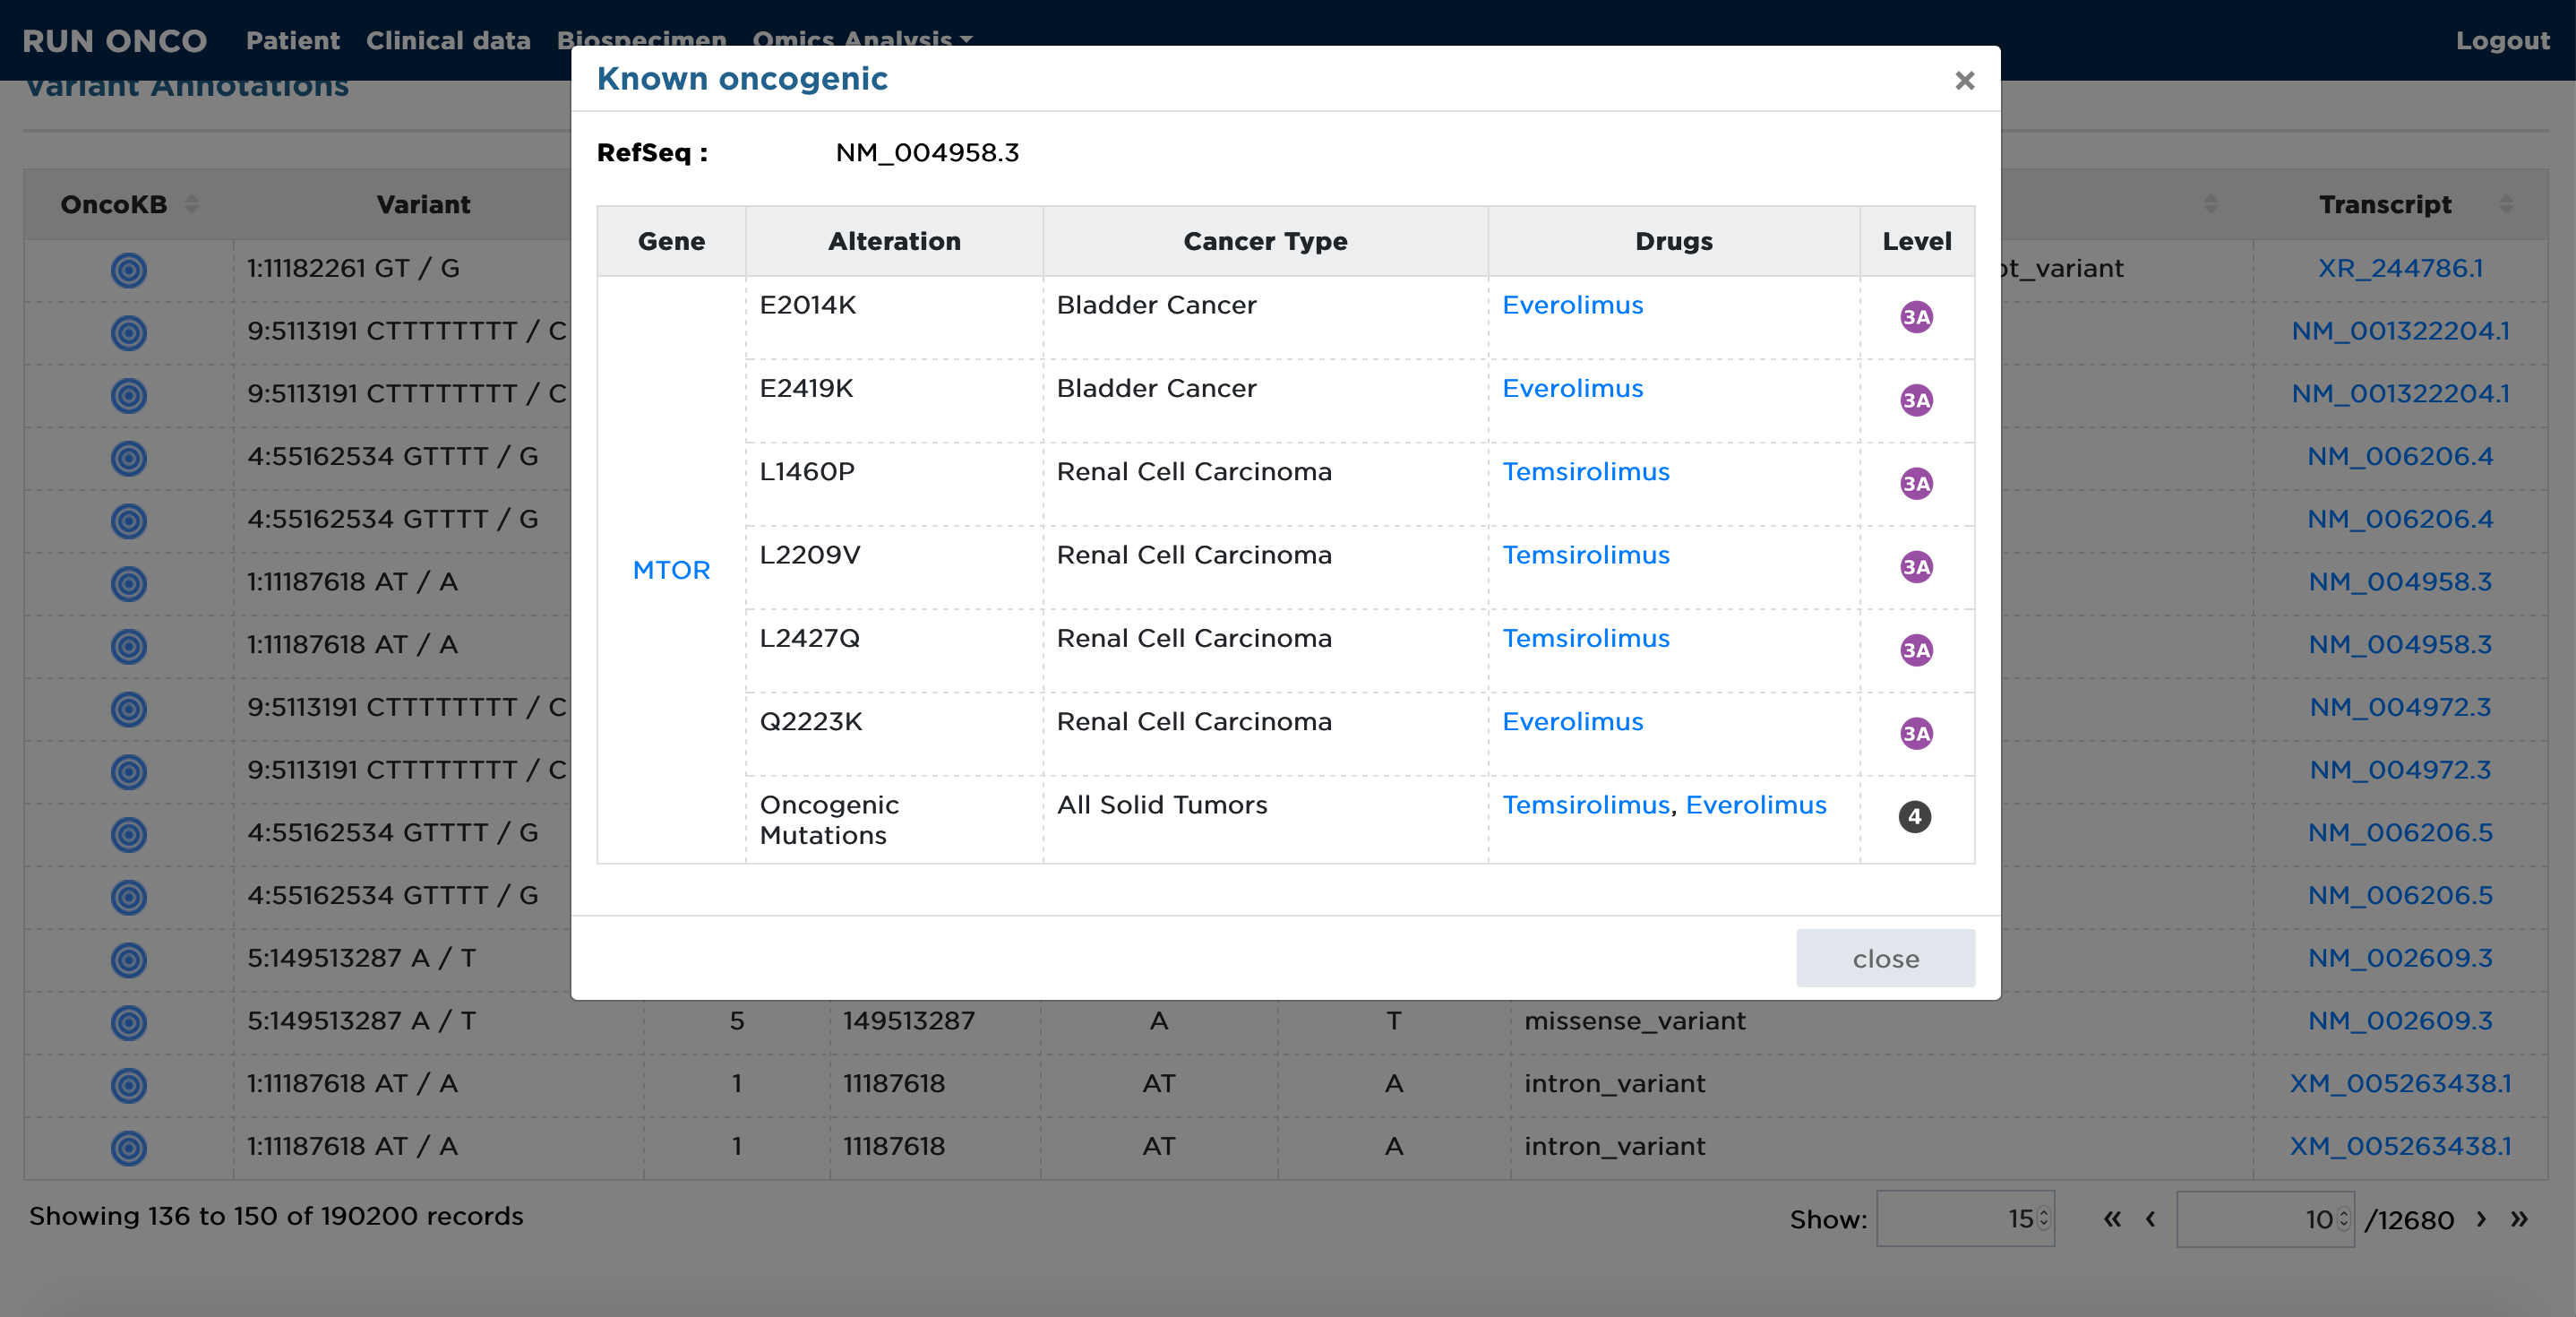 RUN ONCO Patient Clinical data Biospecimen Omics Analysis Logout
Variant Annotations
Known oncogenic ×
RefSeq : NM_004958.3
Gene Alteration Cancer Type Drugs Level
MTOR
E2014K Bladder Cancer Everolimus 3A
E2419K Bladder Cancer Everolimus 3A
L1460P Renal Cell Carcinoma Temsirolimus 3A
L2209V Renal Cell Carcinoma Temsirolimus 3A
L2427Q Renal Cell Carcinoma Temsirolimus 3A
Q2223K Renal Cell Carcinoma Everolimus 3A
Oncogenic Mutations All Solid Tumors Temsirolimus, Everolimus 4
close
OncoKB Variant Transcript
1:11182261 GT / G t_variant XR_244786.1
9:5113191 CTTTTTTTT / C NM_001322204.1
9:5113191 CTTTTTTTT / C NM_001322204.1
4:55162534 GTTTT / G NM_006206.4
4:55162534 GTTTT / G NM_006206.4
1:11187618 AT / A NM_004958.3
1:11187618 AT / A NM_004958.3
9:5113191 CTTTTTTTT / C NM_004972.3
9:5113191 CTTTTTTTT / C NM_004972.3
4:55162534 GTTTT / G NM_006206.5
4:55162534 GTTTT / G NM_006206.5
5:149513287 A / T NM_002609.3
5:149513287 A / T 5 149513287 A T missense_variant NM_002609.3
1:11187618 AT / A 1 11187618 AT A intron_variant XM_005263438.1
1:11187618 AT / A 1 11187618 AT A intron_variant XM_005263438.1
Showing 136 to 150 of 190200 records Show: 15 « ‹ 10 /12680 › »